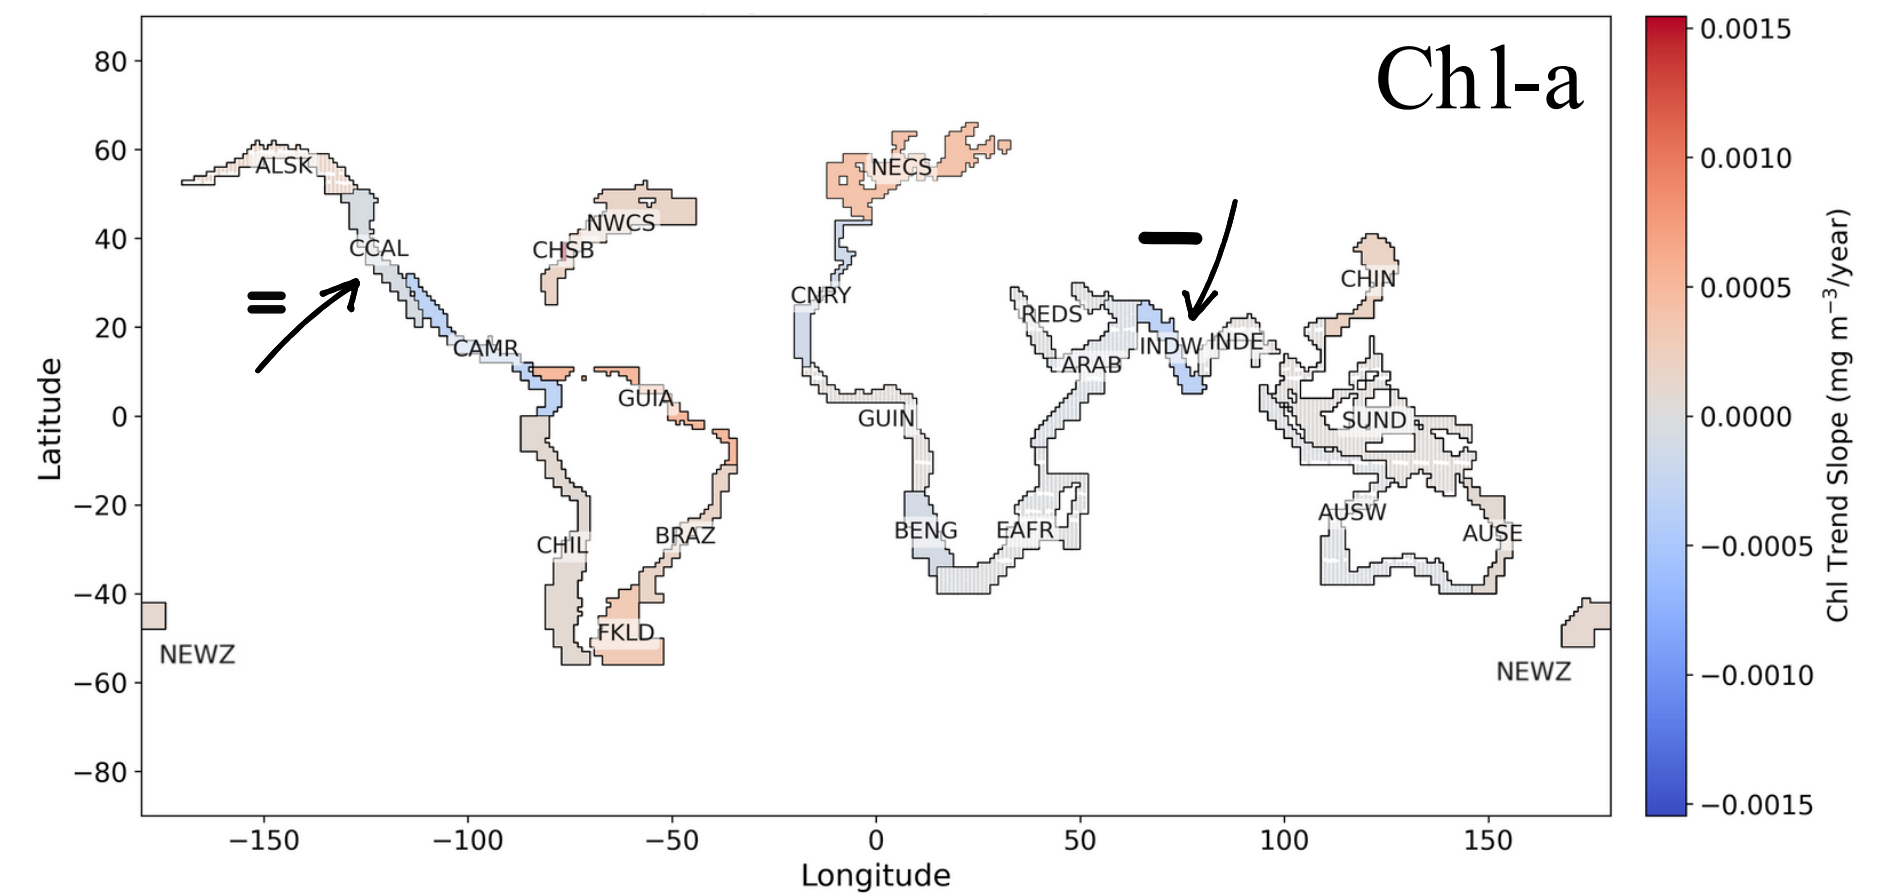 Chl-a
80
60
40
20
0
−20
−40
−60
−80
Latitude
ALSK
CCAL
CAMR
NWCS
CHSB
GUIA
CHIL
BRAZ
FKLD
NEWZ
NECS
CNRY
GUIN
BENG
EAFR
REDS
ARAB
INDW
INDE
CHIN
SUND
AUSW
AUSE
NEWZ
=
−
−150
−100
−50
0
50
100
150
Longitude
0.0015
0.0010
0.0005
0.0000
−0.0005
−0.0010
−0.0015
Chl Trend Slope (mg m⁻³/year)